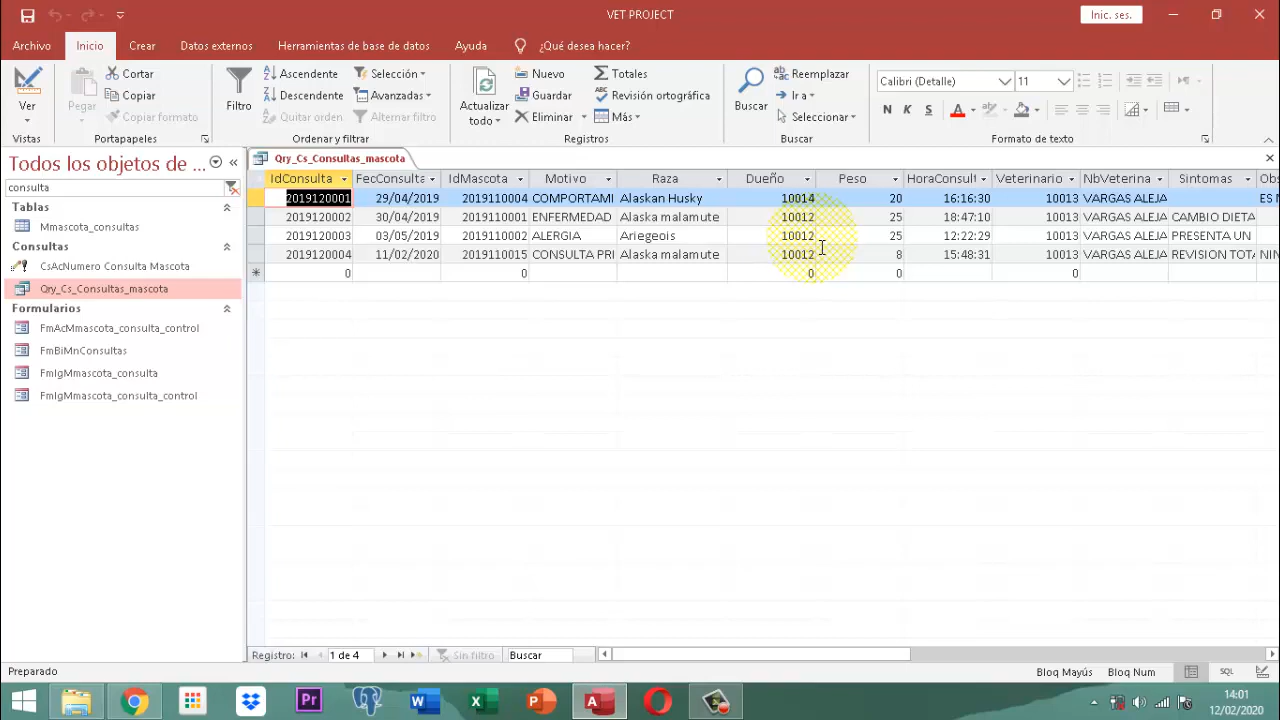 VET PROJECT
Inic. ses.
Archivo Inicio Crear Datos externos Herramientas de base de datos Ayuda ¿Qué desea hacer?
Ver
Vistas
Pegar
Cortar
Copiar
Copiar formato
Portapapeles
Filtro
Ascendente
Descendente
Quitar orden
Selección
Avanzadas
Alternar filtro
Ordenar y filtrar
Actualizar todo
Nuevo
Guardar
Eliminar
Totales
Revisión ortográfica
Más
Registros
Buscar
Reemplazar
Ir a
Seleccionar
Buscar
Calibri (Detalle) 11
N K S
Formato de texto
Todos los objetos de ...
consulta
Tablas
Mmascota_consultas
Consultas
CsAcNumero Consulta Mascota
Qry_Cs_Consultas_mascota
Formularios
FmAcMmascota_consulta_control
FmBiMnConsultas
FmIgMmascota_consulta
FmIgMmascota_consulta_control
Qry_Cs_Consultas_mascota
IdConsulta FecConsulta IdMascota Motivo Raza Dueño Peso HoraConsult Veterinario NbVeterina Sintomas Obs
2019120001 29/04/2019 2019110004 COMPORTAMI Alaskan Husky 10014 20 16:16:30 10013 VARGAS ALEJA ES N
2019120002 30/04/2019 2019110001 ENFERMEDAD Alaska malamute 10012 25 18:47:10 10013 VARGAS ALEJA CAMBIO DIETA
2019120003 03/05/2019 2019110002 ALERGIA Ariegeois 10012 25 12:22:29 10013 VARGAS ALEJA PRESENTA UN
2019120004 11/02/2020 2019110015 CONSULTA PRI Alaska malamute 10012 8 15:48:31 10013 VARGAS ALEJA REVISION TOTA NIN
0 0 0 0 0
Registro: 1 de 4 Sin filtro Buscar
Preparado
Bloq Mayús Bloq Num
SQL
14:01
12/02/2020